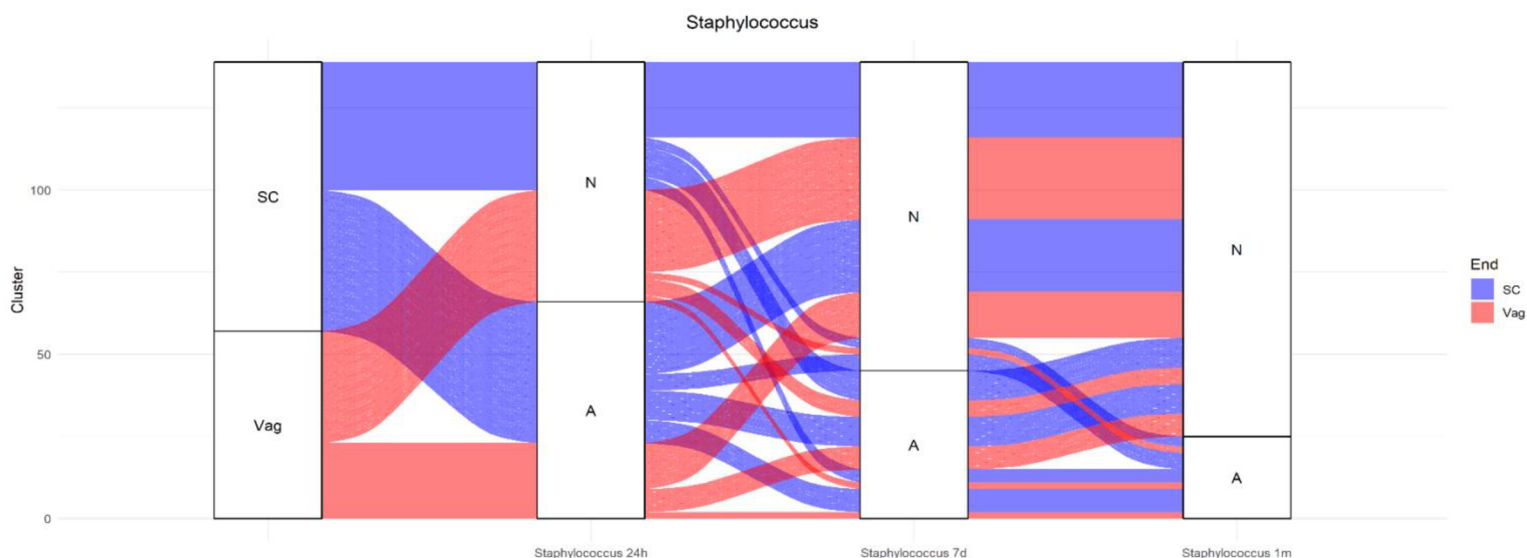 Staphylococcus
Cluster
100
50
0
SC
Vag
N
A
N
A
N
A
Staphylococcus 24h
Staphylococcus 7d
Staphylococcus 1m
End
SC
Vag